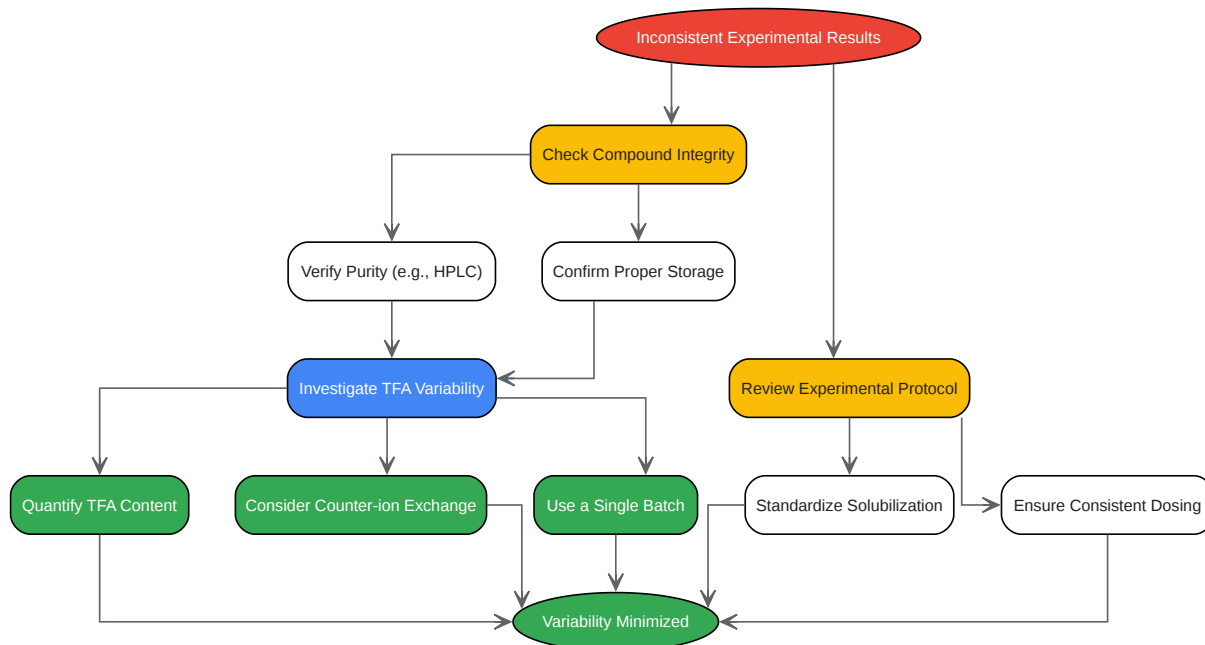 Inconsistent Experimental Results
Check Compound Integrity
Verify Purity (e.g., HPLC)
Confirm Proper Storage
Investigate TFA Variability
Review Experimental Protocol
Quantify TFA Content
Consider Counter-ion Exchange
Use a Single Batch
Standardize Solubilization
Ensure Consistent Dosing
Variability Minimized